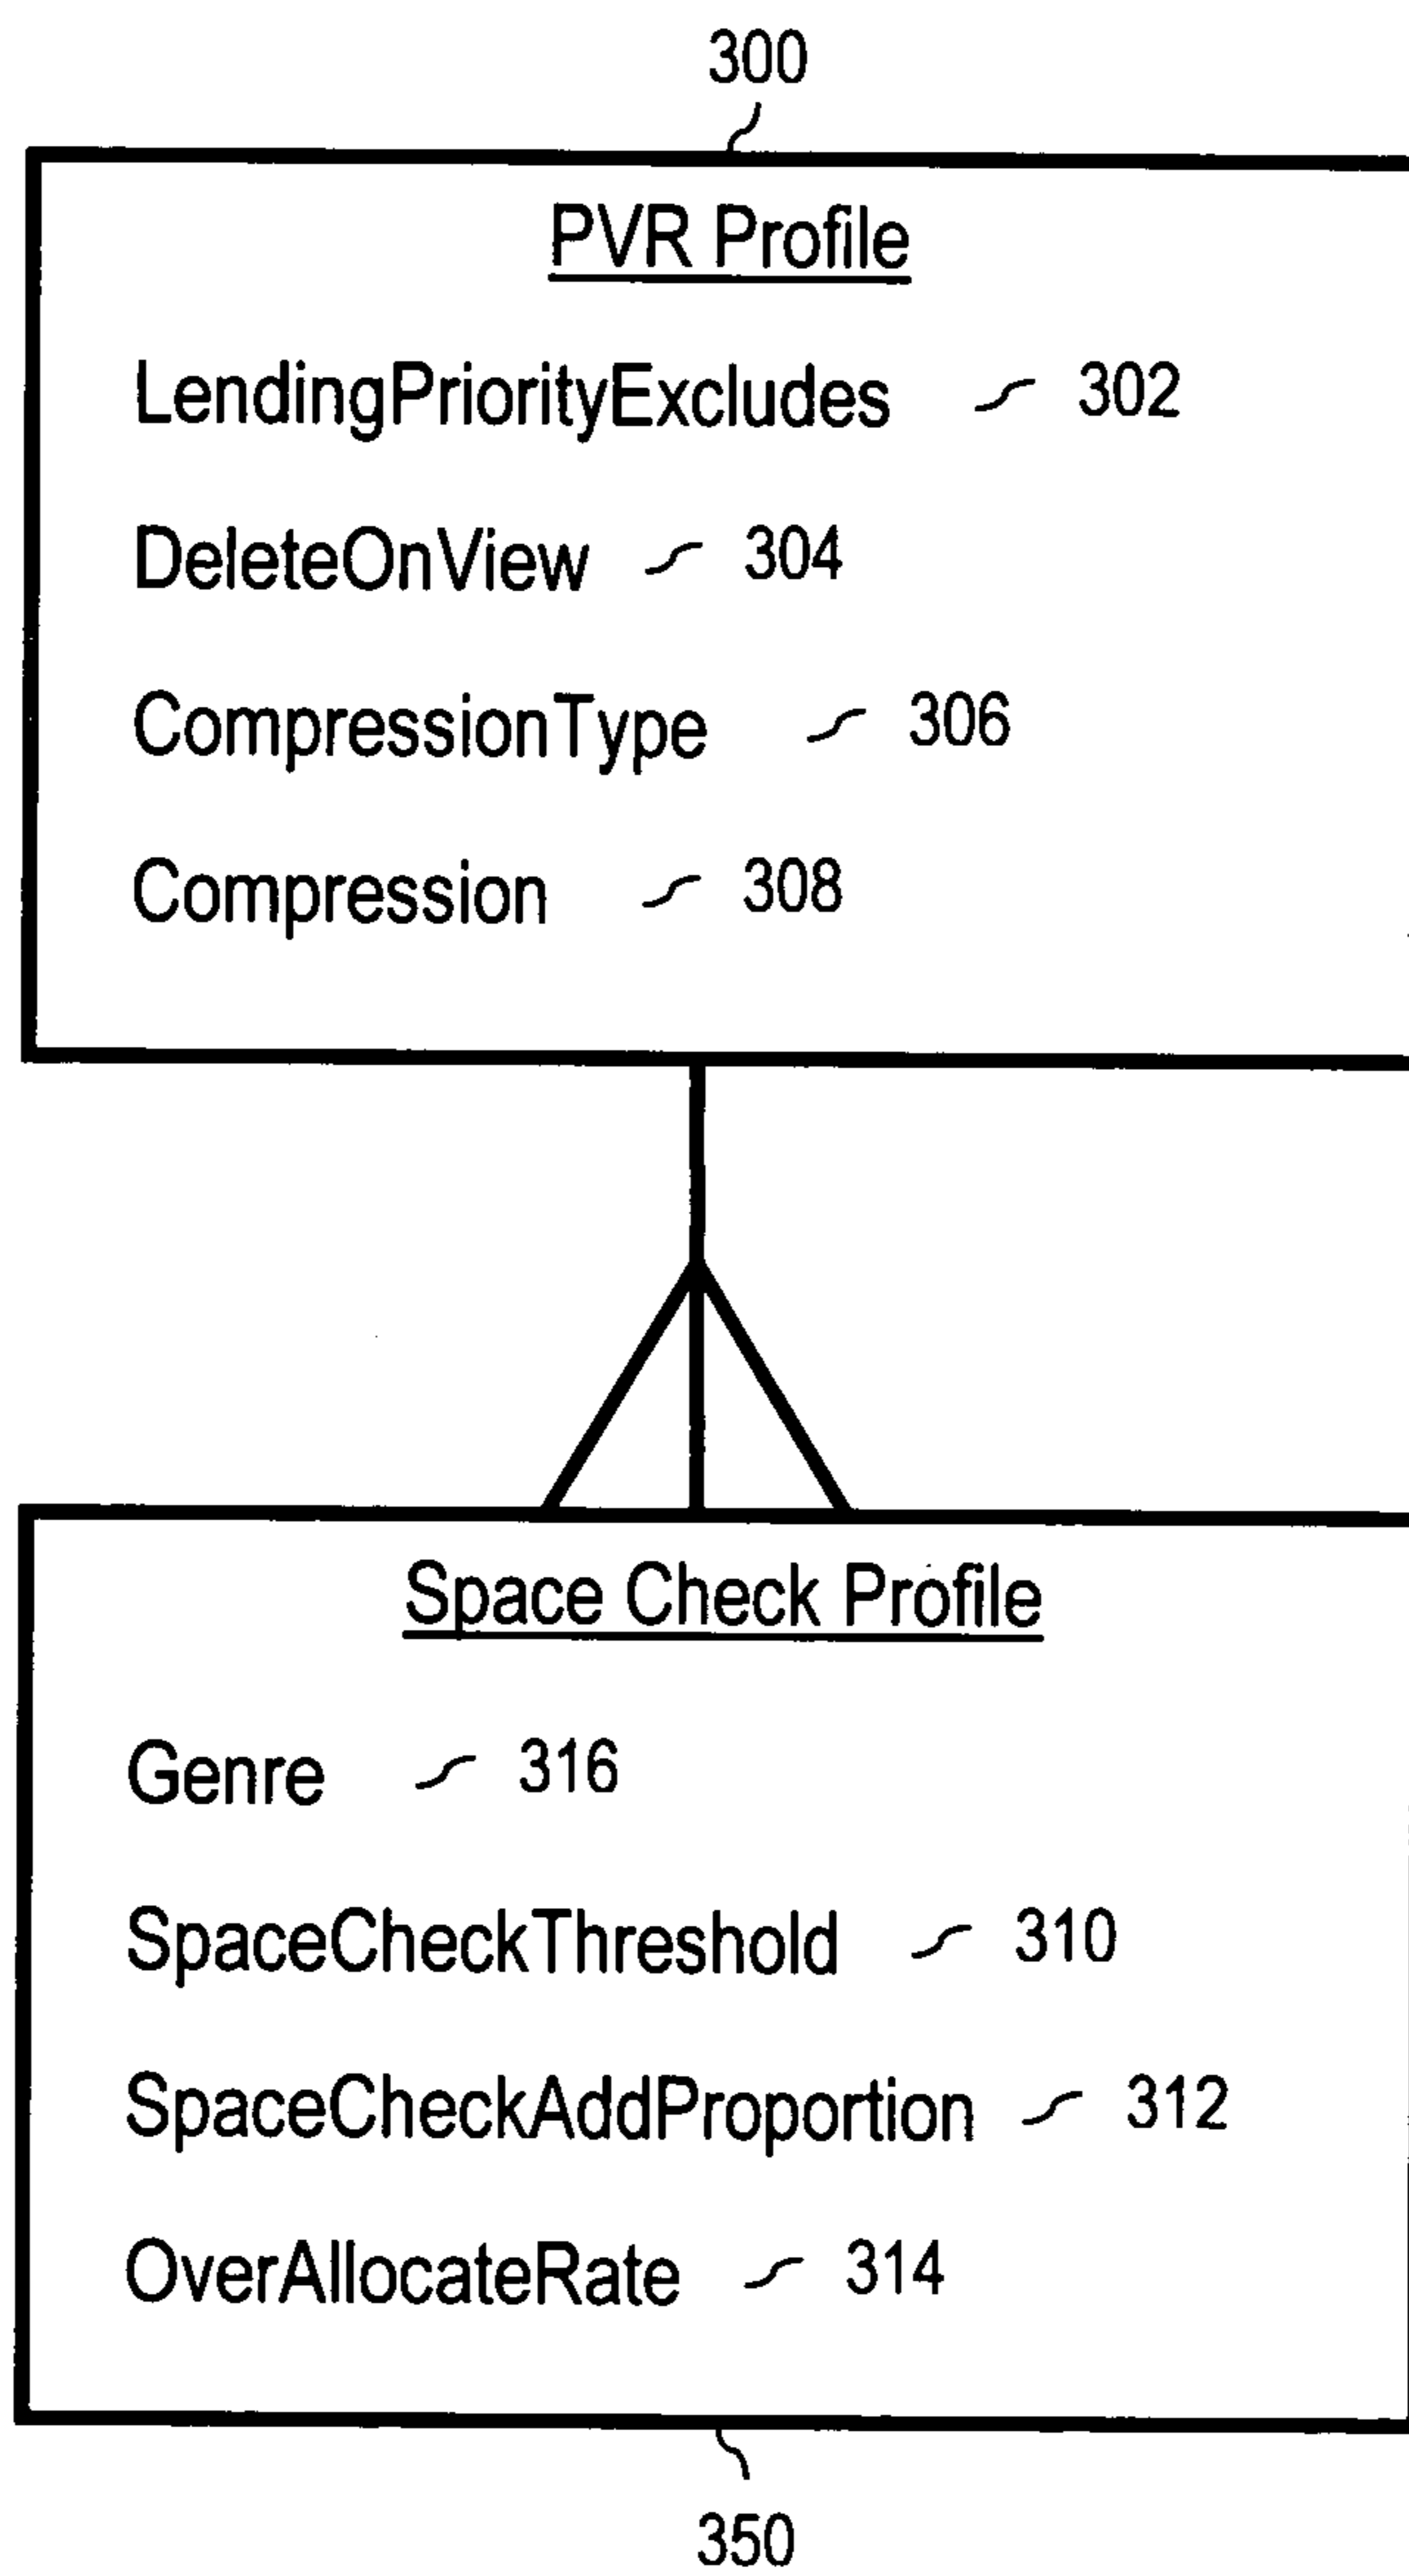 300
PVR Profile
LendingPriorityExcludes 302
DeleteOnView 304
CompressionType 306
Compression 308
Space Check Profile
Genre 316
SpaceCheckThreshold 310
SpaceCheckAddProportion 312
OverAllocateRate 314
350